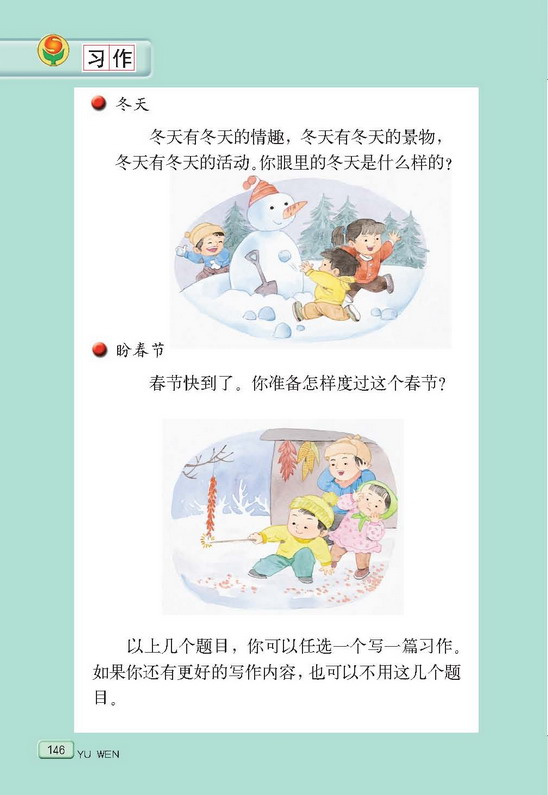 习作
冬天
冬天有冬天的情趣，冬天有冬天的景物，
冬天有冬天的活动。你眼里的冬天是什么样的？
盼春节
春节快到了。你准备怎样度过这个春节？
以上几个题目，你可以任选一个写一篇习作。
如果你还有更好的写作内容，也可以不用这几个题
目。
146 YU WEN